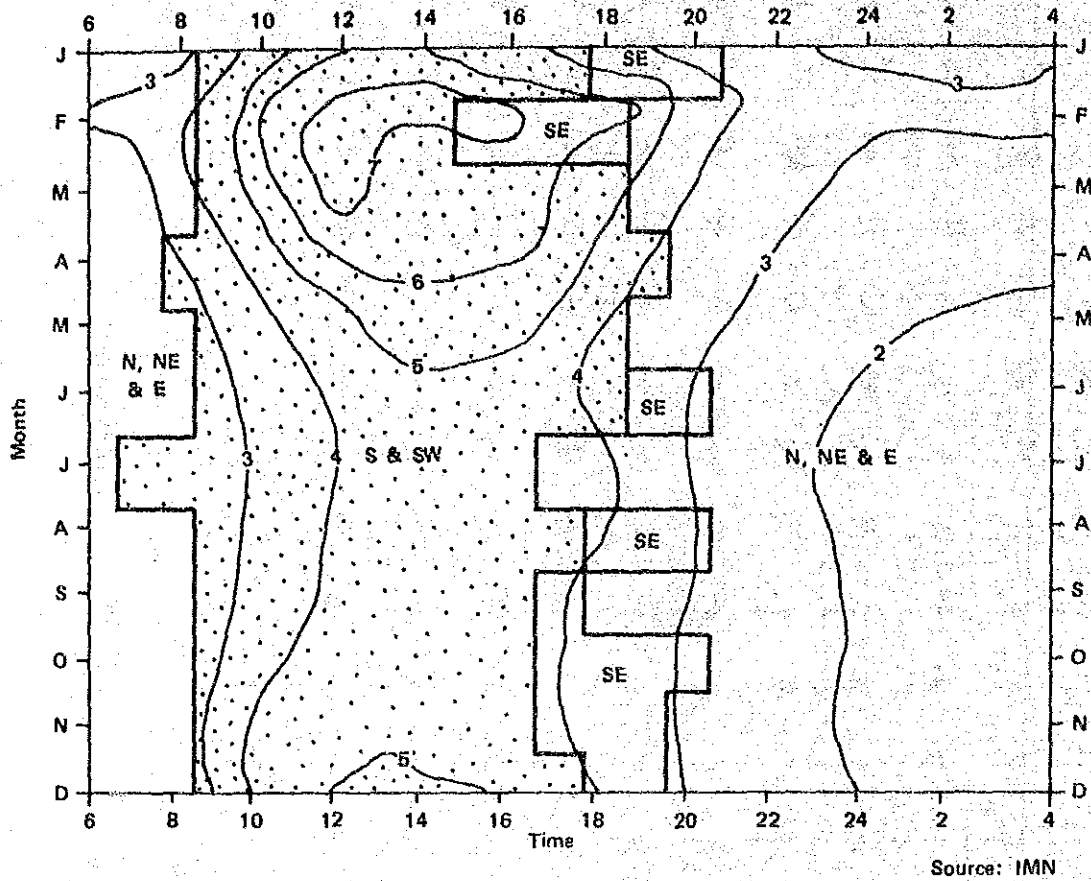 6 8 10 12 14 16 18 20 22 24 2 4
J SE J
3 3
F SE F
7
M M
A 3 A
6
M M
N, NE 5 4 2
& E
J SE J
Month
J 3 4 S & SW N, NE & E J
A SE A
S S
O SE O
N N
5
D D
6 8 10 12 14 16 18 20 22 24 2 4
Time
Source: IMN